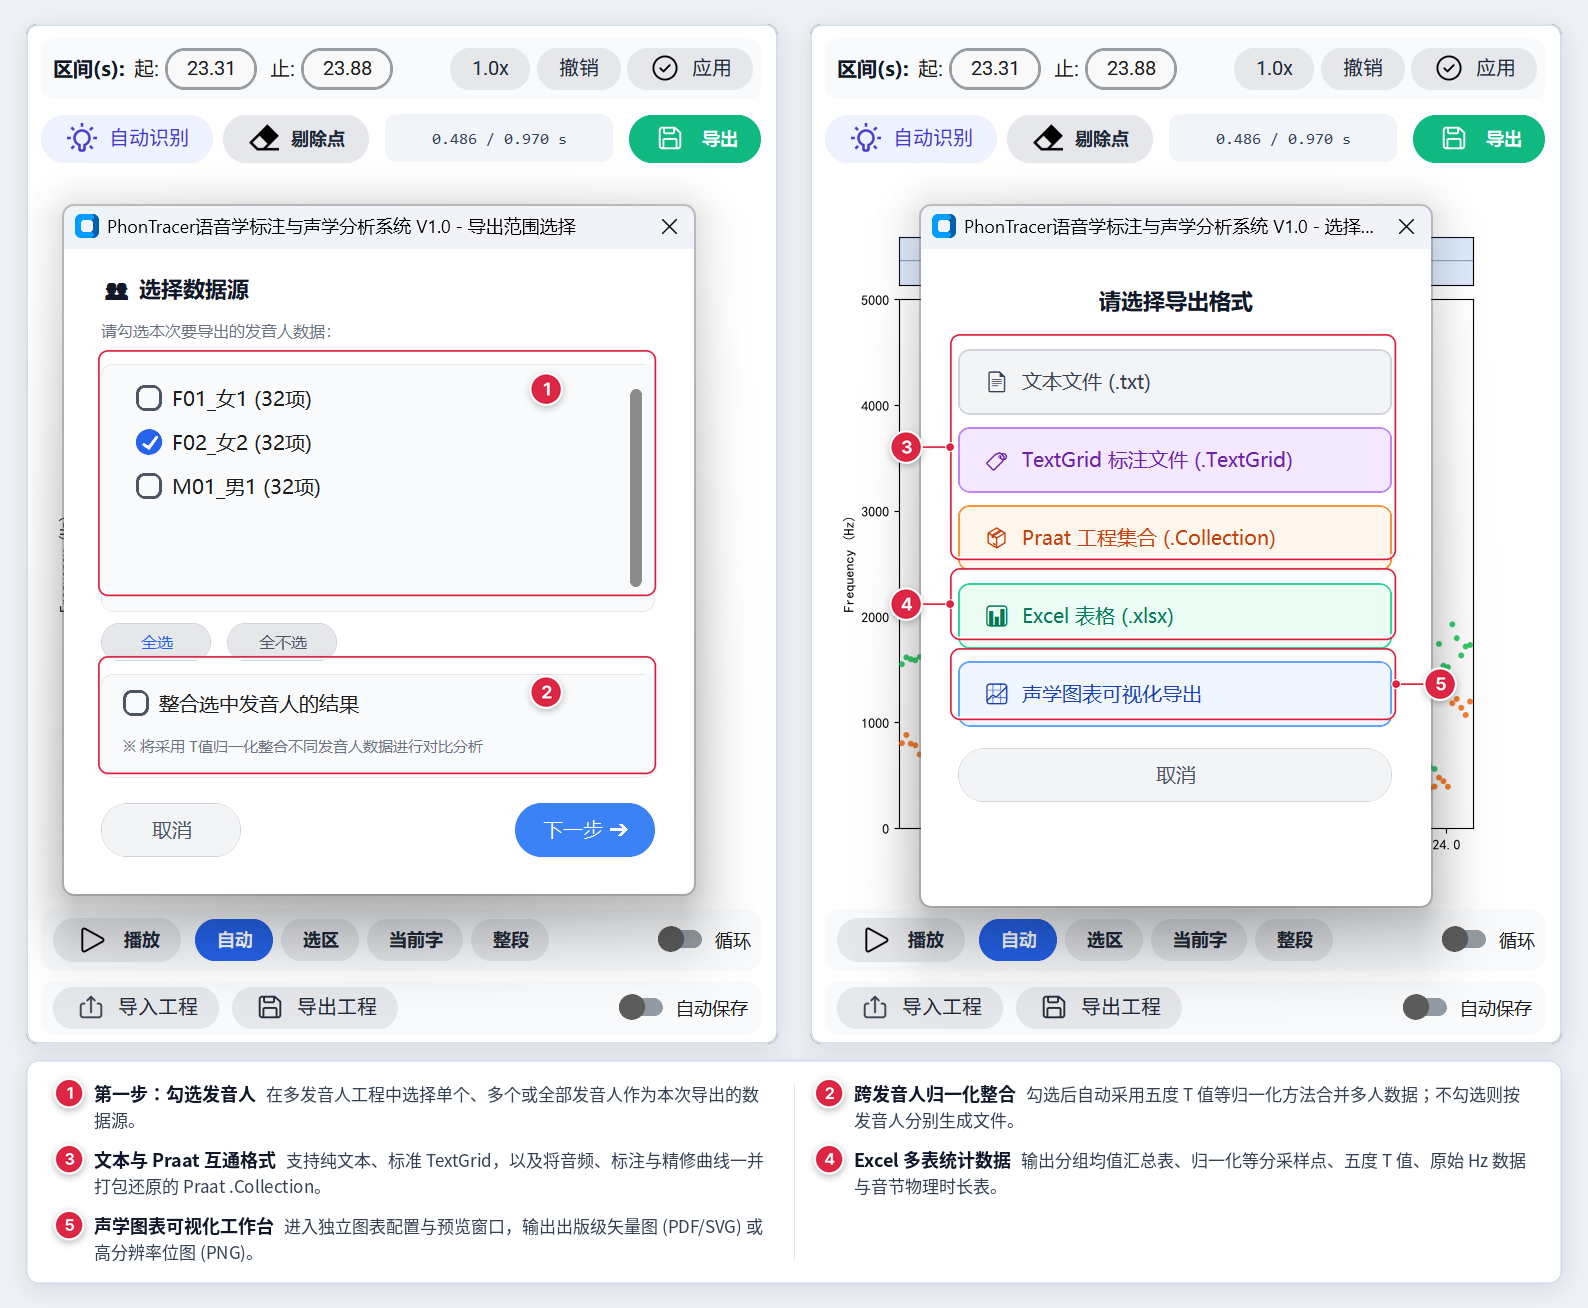 区间(s): 起: 23.31 止: 23.88 1.0x 撤销 应用
自动识别 剔除点 0.486 / 0.970 s 导出
PhonTracer语音学标注与声学分析系统 V1.0 - 导出范围选择
选择数据源
请勾选本次要导出的发音人数据:
1
F01_女1 (32项)
F02_女2 (32项)
M01_男1 (32项)
全选 全不选
2
整合选中发音人的结果
※ 将采用 T值归一化整合不同发音人数据进行对比分析
取消 下一步
播放 自动 选区 当前字 整段 循环
导入工程 导出工程 自动保存
区间(s): 起: 23.31 止: 23.88 1.0x 撤销 应用
自动识别 剔除点 0.486 / 0.970 s 导出
PhonTracer语音学标注与声学分析系统 V1.0 - 选择...
请选择导出格式
文本文件 (.txt)
3
TextGrid 标注文件 (.TextGrid)
Praat 工程集合 (.Collection)
4
Excel 表格 (.xlsx)
声学图表可视化导出
5
取消
5000
4000
3000
2000
1000
0
Frequency (Hz)
24.0
播放 自动 选区 当前字 整段 循环
导入工程 导出工程 自动保存
1 第一步：勾选发音人 在多发音人工程中选择单个、多个或全部发音人作为本次导出的数
据源。
2 跨发音人归一化整合 勾选后自动采用五度 T 值等归一化方法合并多人数据；不勾选则按
发音人分别生成文件。
3 文本与 Praat 互通格式 支持纯文本、标准 TextGrid，以及将音频、标注与精修曲线一并
打包还原的 Praat .Collection。
4 Excel 多表统计数据 输出分组均值汇总表、归一化等分采样点、五度 T 值、原始 Hz 数据
与音节物理时长表。
5 声学图表可视化工作台 进入独立图表配置与预览窗口，输出出版级矢量图 (PDF/SVG) 或
高分辨率位图 (PNG)。